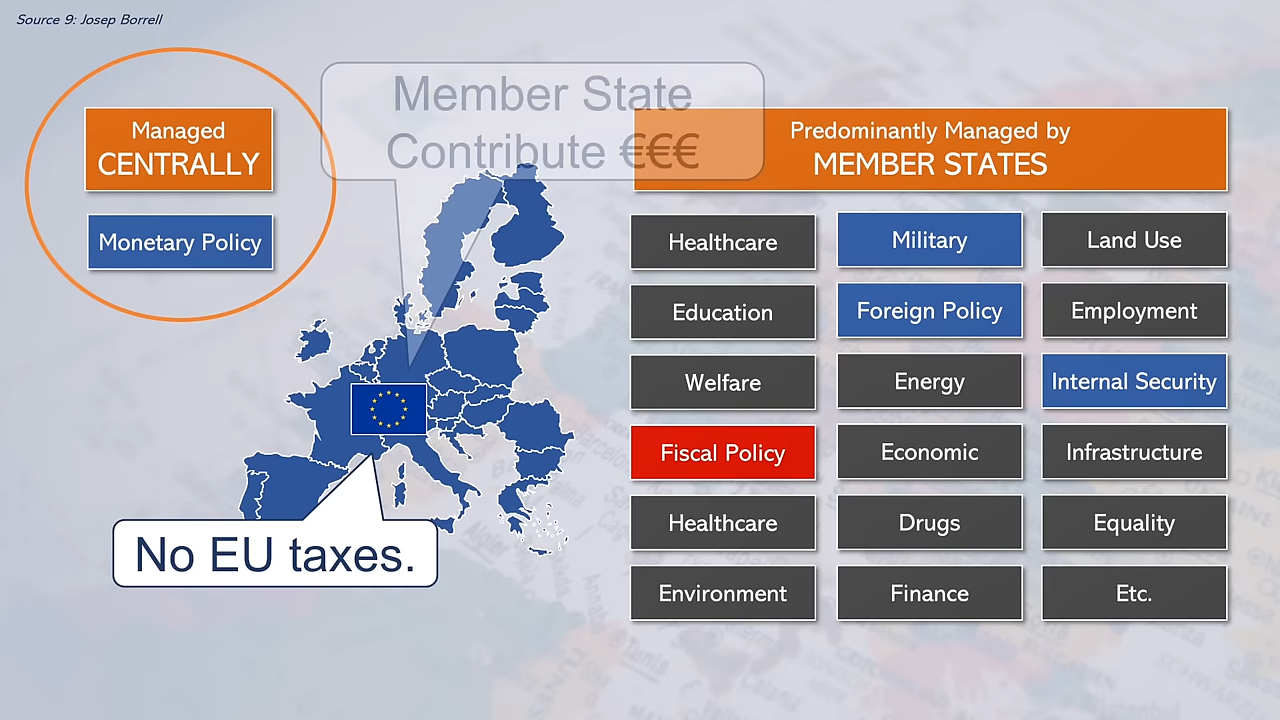 Source 9: Josep Borrell
Member State
Contribute €€€
Managed
CENTRALLY
Monetary Policy
Predominantly Managed by
MEMBER STATES
Healthcare
Military
Land Use
Education
Foreign Policy
Employment
Welfare
Energy
Internal Security
Fiscal Policy
Economic
Infrastructure
Healthcare
Drugs
Equality
Environment
Finance
Etc.
No EU taxes.